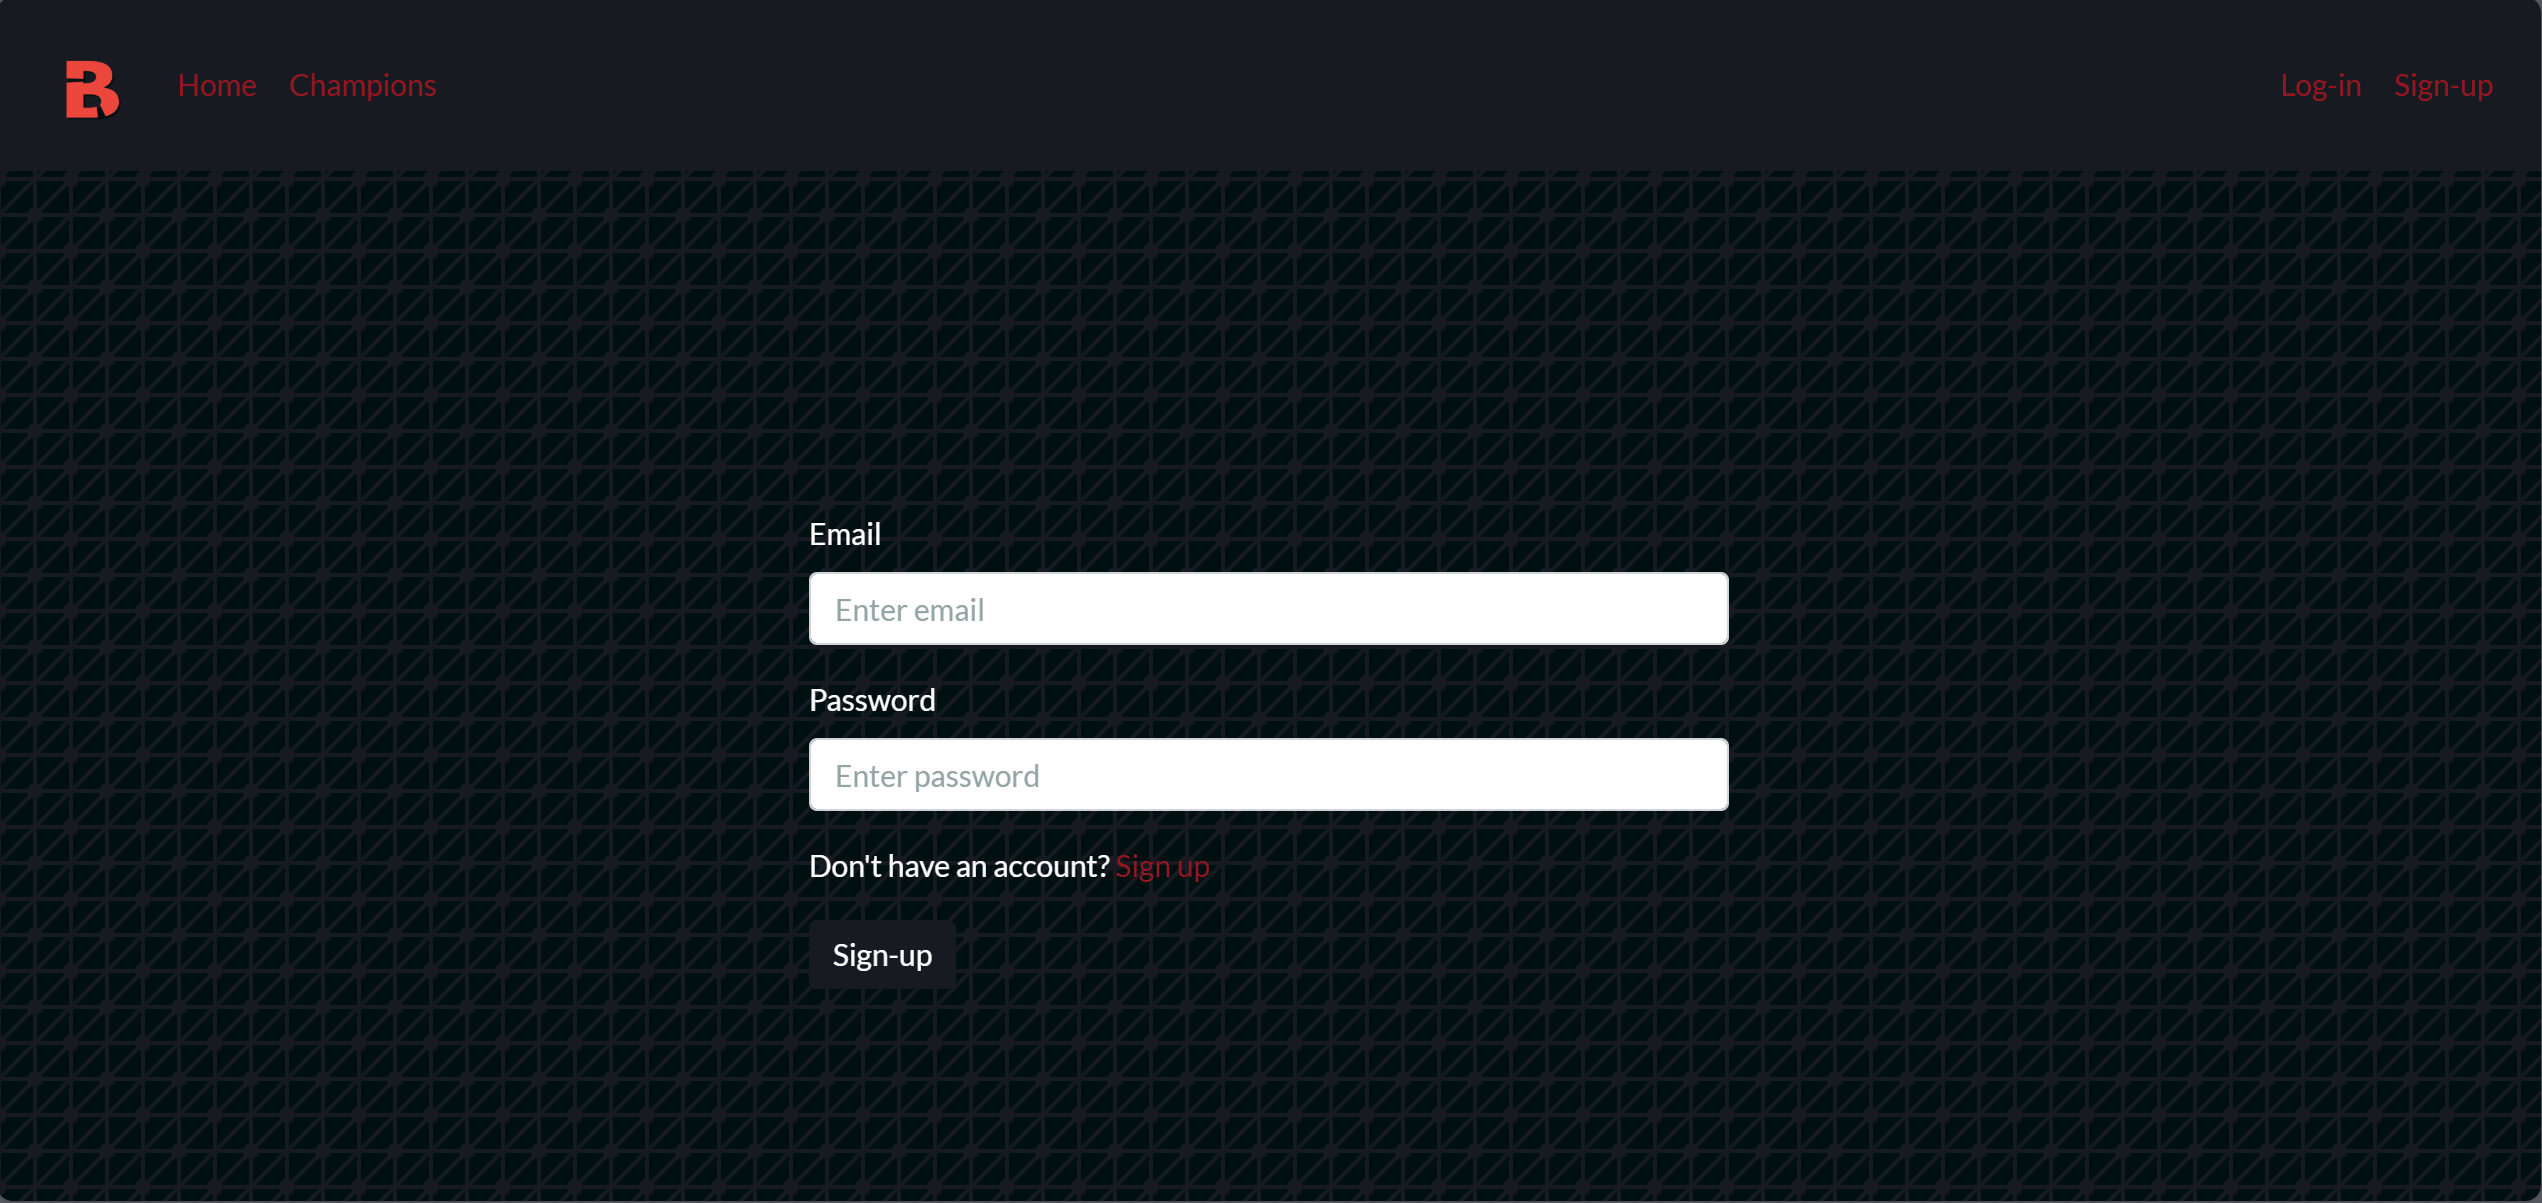 B Home Champions Log-in Sign-up
Email
Enter email
Password
Enter password
Don't have an account? Sign up
Sign-up